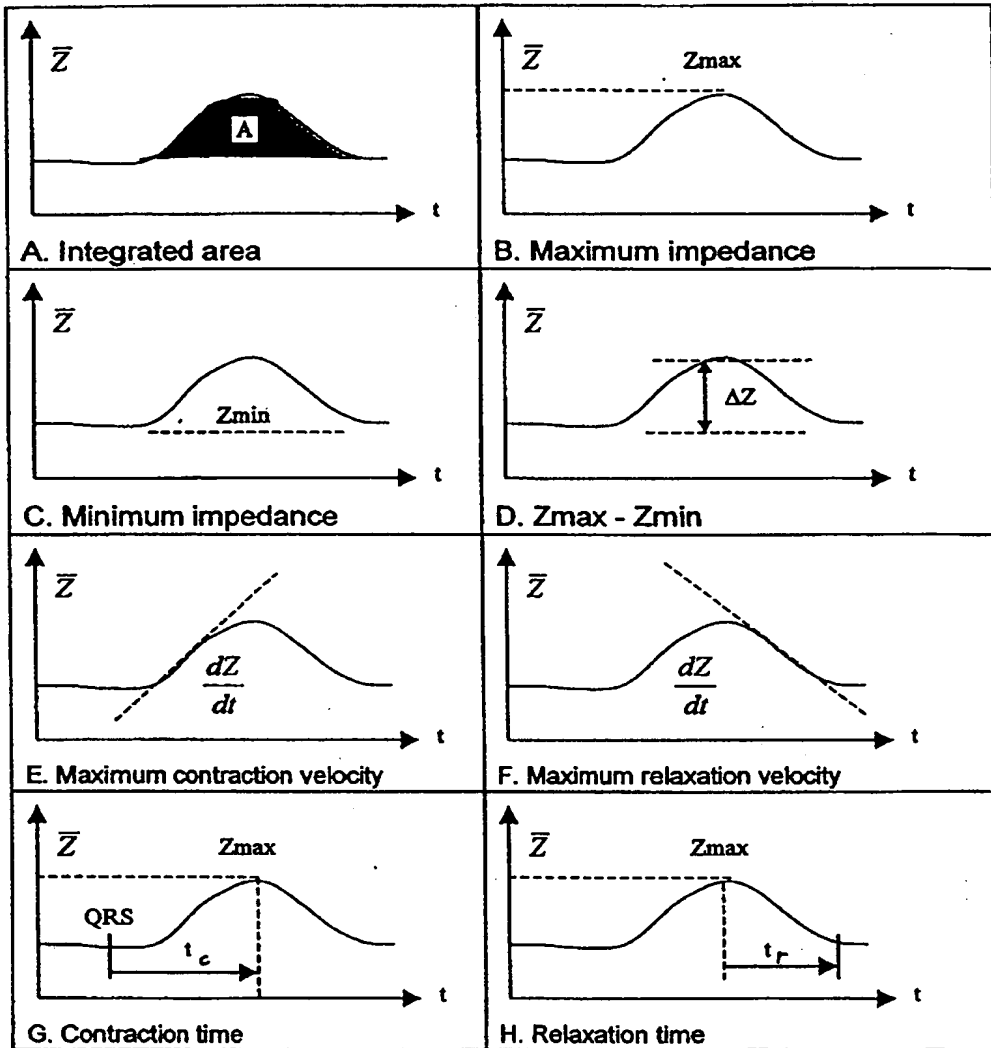 Z̅
A
t
A. Integrated area
Z̅
Zmax
t
B. Maximum impedance
Z̅
Zmin
t
C. Minimum impedance
Z̅
ΔZ
t
D. Zmax - Zmin
Z̅
dZ
dt
t
E. Maximum contraction velocity
Z̅
dZ
dt
t
F. Maximum relaxation velocity
Z̅
Zmax
QRS
t c
t
G. Contraction time
Z̅
Zmax
t r
t
H. Relaxation time